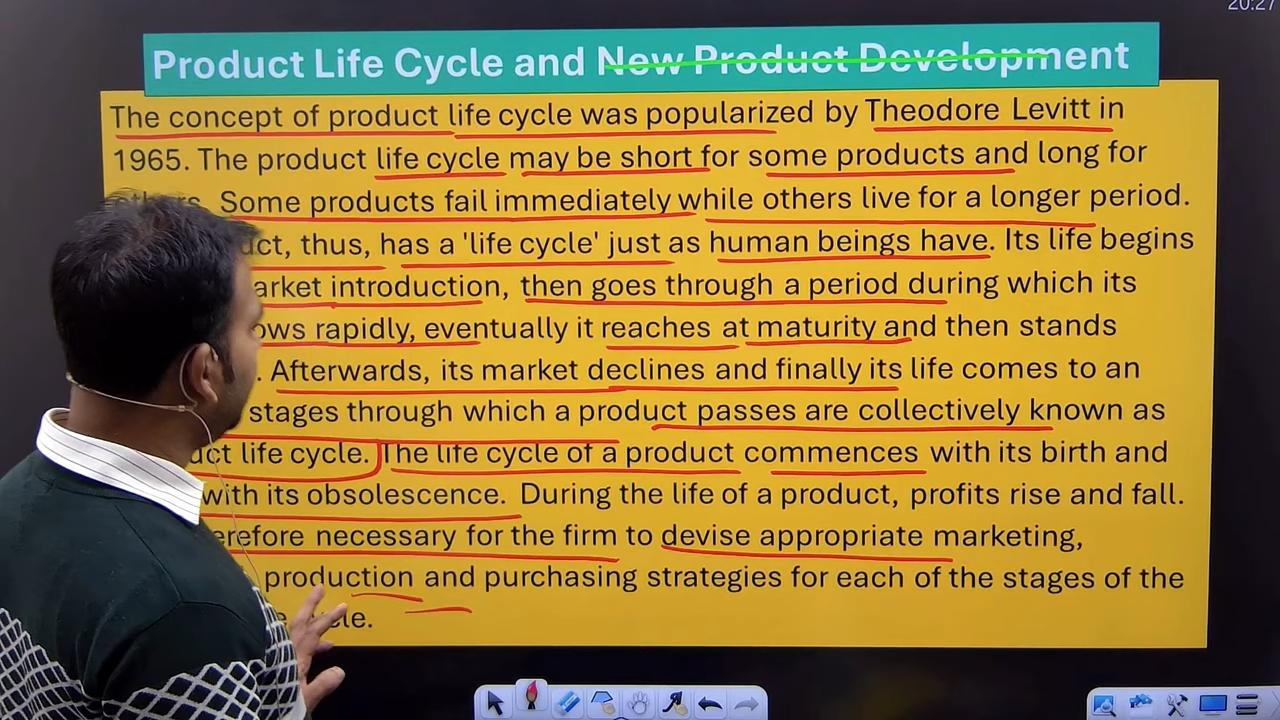 20:27
Product Life Cycle and New Product Development
The concept of product life cycle was popularized by Theodore Levitt in
1965. The product life cycle may be short for some products and long for
others. Some products fail immediately while others live for a longer period.
thus, has a 'life cycle' just as human beings have. Its life begins
introduction, then goes through a period during which its
rapidly, eventually it reaches at maturity and then stands
Afterwards, its market declines and finally its life comes to an
stages through which a product passes are collectively known as
life cycle. The life cycle of a product commences with its birth and
with its obsolescence. During the life of a product, profits rise and fall.
necessary for the firm to devise appropriate marketing,
production and purchasing strategies for each of the stages of the